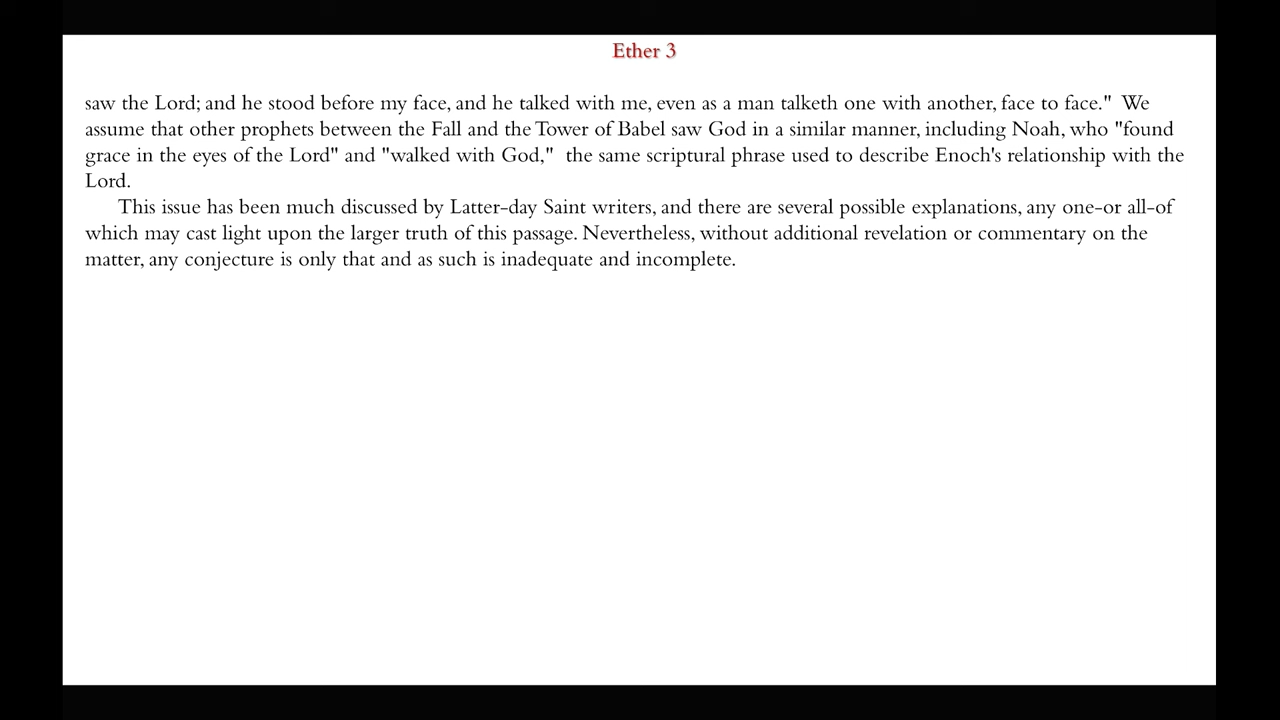 Ether 3
saw the Lord; and he stood before my face, and he talked with me, even as a man talketh one with another, face to face."  We
assume that other prophets between the Fall and the Tower of Babel saw God in a similar manner, including Noah, who "found
grace in the eyes of the Lord" and "walked with God,"  the same scriptural phrase used to describe Enoch's relationship with the
Lord.
This issue has been much discussed by Latter-day Saint writers, and there are several possible explanations, any one-or all-of
which may cast light upon the larger truth of this passage. Nevertheless, without additional revelation or commentary on the
matter, any conjecture is only that and as such is inadequate and incomplete.